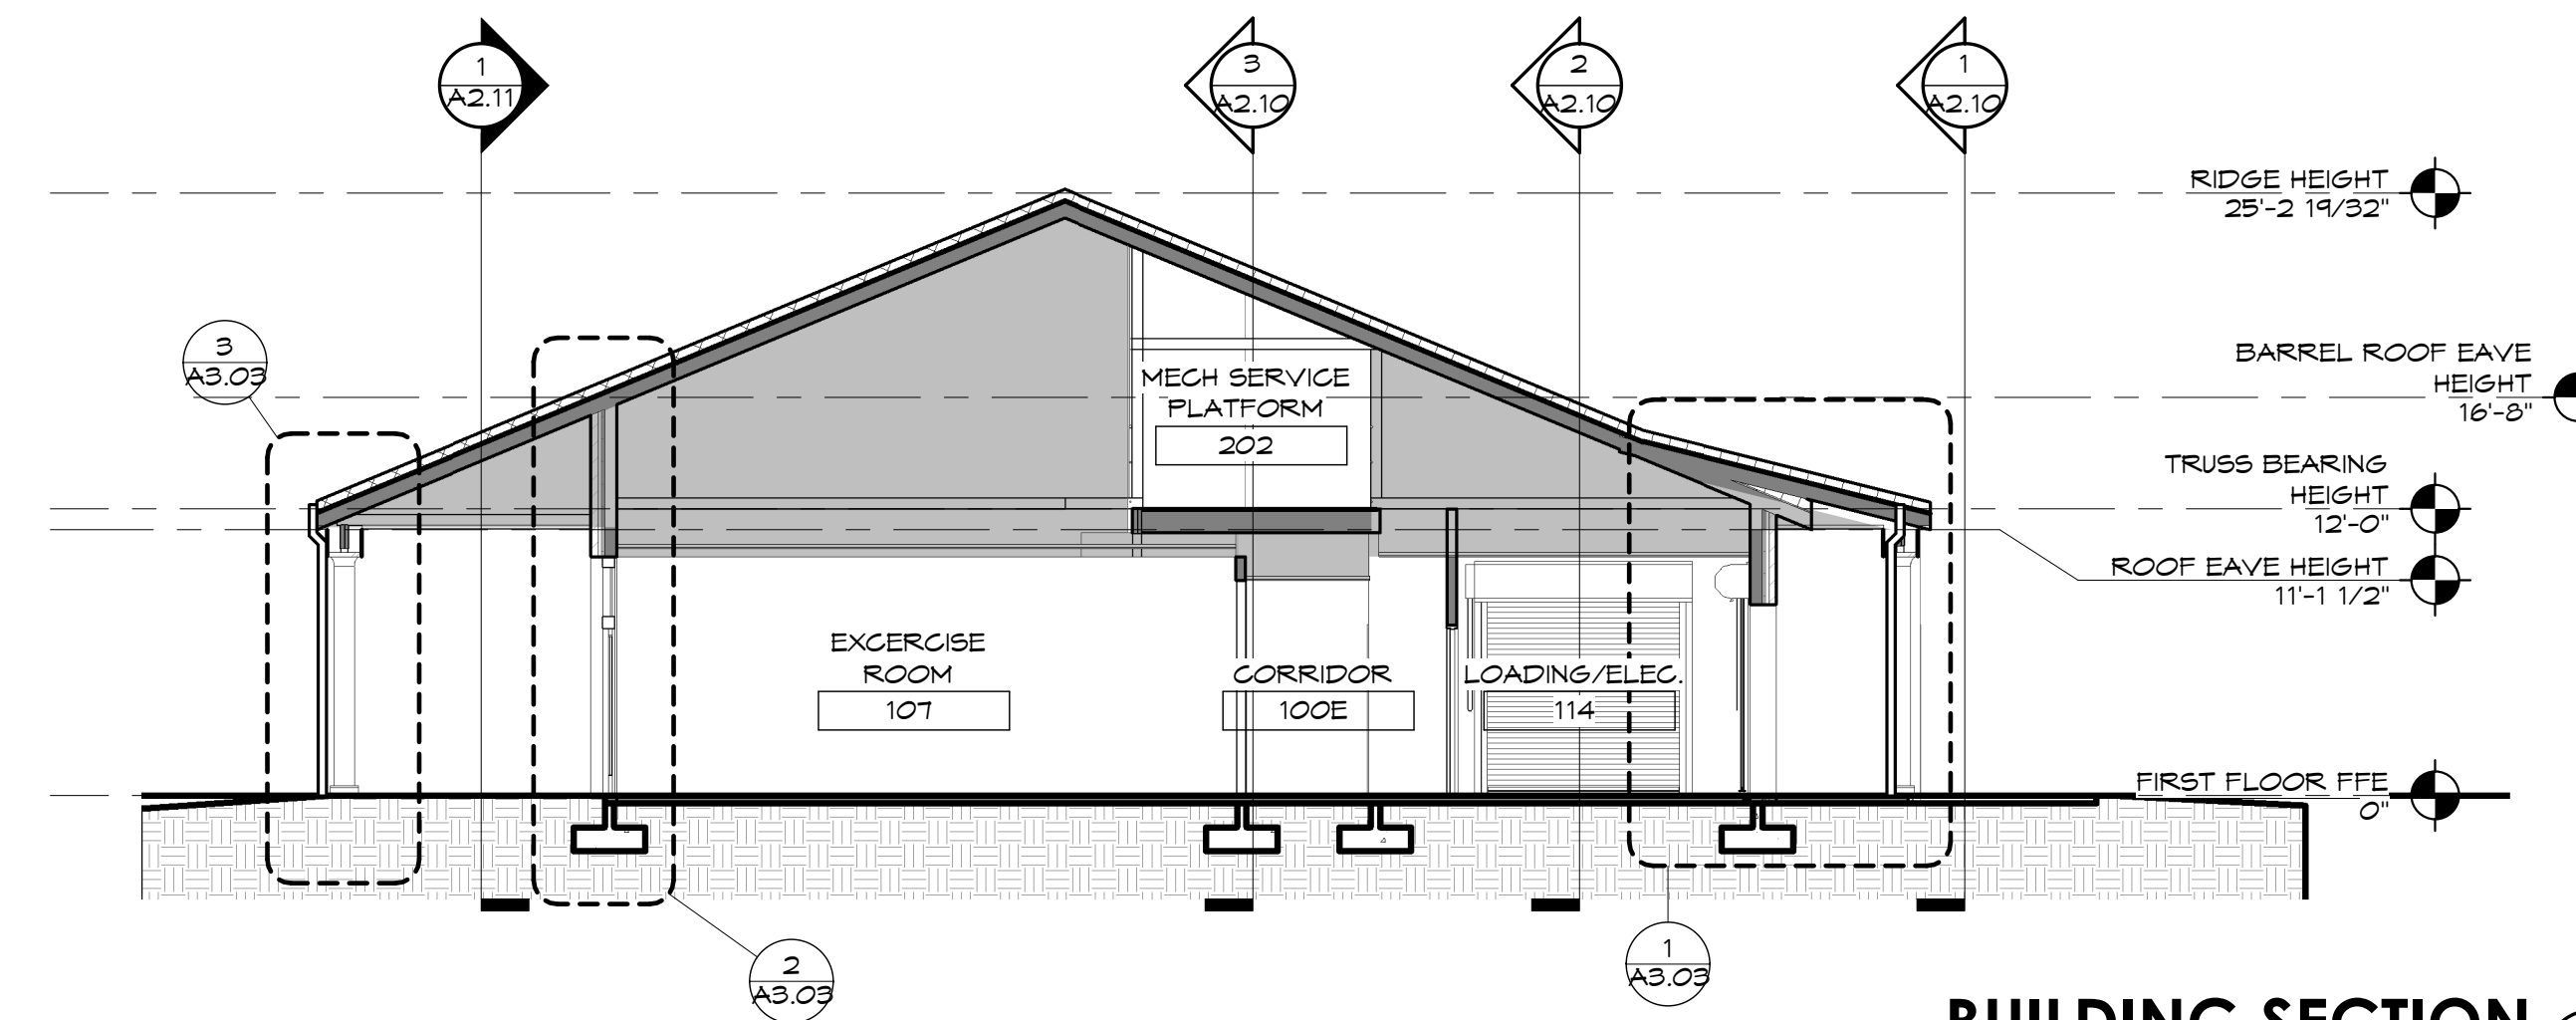 1
A2.11
3
A2.10
2
A2.10
1
A2.10
RIDGE HEIGHT
25'-2 19/32"
3
A3.03
BARREL ROOF EAVE
HEIGHT
16'-8"
MECH SERVICE
PLATFORM
202
TRUSS BEARING
HEIGHT
12'-0"
ROOF EAVE HEIGHT
11'-1 1/2"
EXCERCISE
ROOM
107
CORRIDOR
100E
LOADING/ELEC.
114
FIRST FLOOR FFE
0"
2
A3.03
1
A3.03
BUILDING SECTION